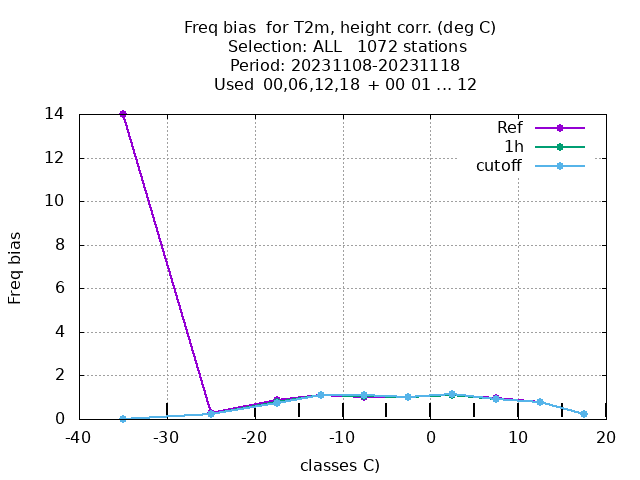 Freq bias  for T2m, height corr. (deg C)
Selection: ALL   1072 stations
Period: 20231108-20231118
Used  00,06,12,18 + 00 01 ... 12
Ref
1h
cutoff
14
12
10
8
6
4
2
0
Freq bias
-40 -30 -20 -10 0 10 20
classes C)